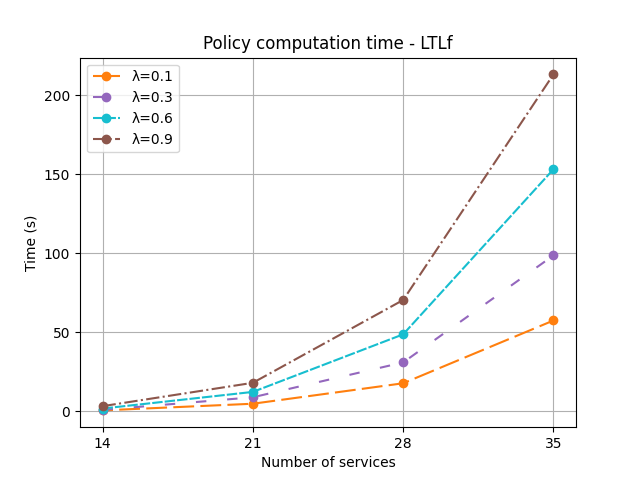 Policy computation time - LTLf
λ=0.1
λ=0.3
λ=0.6
λ=0.9
200
150
100
50
0
Time (s)
14 21 28 35
Number of services